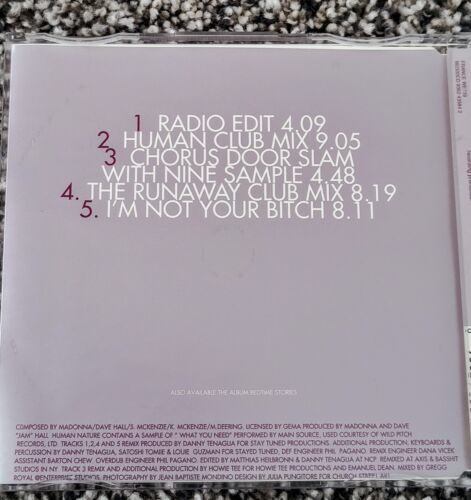 1 RADIO EDIT 4.09
2 HUMAN CLUB MIX 9.05
3 CHORUS DOOR SLAM
WITH NINE SAMPLE 4.48
4. THE RUNAWAY CLUB MIX 8.19
5. I'M NOT YOUR BITCH 8.11
ALSO AVAILABLE THE ALBUM BEDTIME STORIES
COMPOSED BY MADONNA/DAVE HALL/S. MCKENZIE/K. MCKENZIE/M.DEERING. LICENSED BY GEMA PRODUCED BY MADONNA AND DAVE
"JAM" HALL HUMAN NATURE CONTAINS A SAMPLE OF " WHAT YOU NEED" PERFORMED BY MAIN SOURCE, USED COURTESY OF WILD PITCH
RECORDS, LTD. TRACKS 1,2,4 AND 5 REMIX PRODUCED BY DANNY TENAGLIA FOR STAY TUNED PRODUCTIONS. ADDITIONAL PRODUCTION, KEYBOARDS &
PERCUSSION BY DANNY TENAGLIA, SATOSHI TOMIIE & LOUIE GUZMAN FOR STAYED TUNED, DEF ENGINEER PHIL PAGANO. REMIX ENGINEER DANA VICEK
ASSISTANT BARTON CHEW. OVERDUB ENGINEER PHIL PAGANO. EDITED BY MATTHIAS HEILBRONN & DANNY TENAGLIA AT NCP REMIXED AT AXIS & BASSHIT
STUDIOS IN NY TRACK 3 REMIX AND ADDITIONAL PRODUCTION BY HOWIE TEE FOR HOWIE TEE PRODUCTIONS AND EMANUEL DEAN. MIXED BY GREGG
ROYAL @ENTERPRISE STUDIOS. PHOTOGRAPHY BY JEAN BAPTISTE MONDINO DESIGN BY JULIA PUNGITORE FOR CHURCH STREET ART